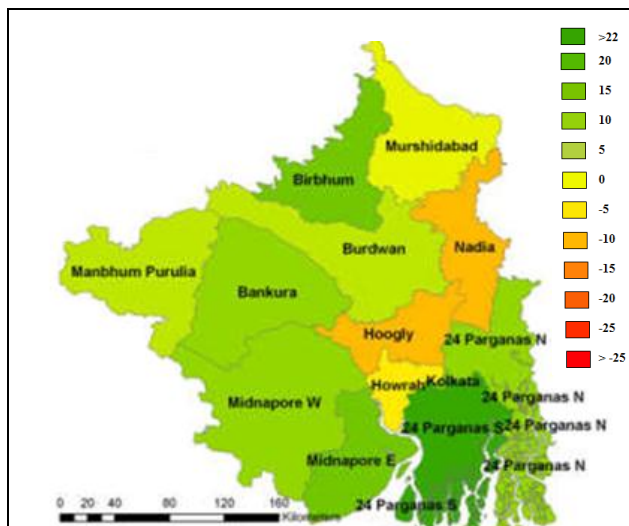 >22
20
15
10
5
0
-5
-10
-15
-20
-25
> -25
Murshidabad
Birbhum
Burdwan
Nadia
Manbhum Purulia
Bankura
Hoogly
24 Parganas N
Howrah
Kolkata
24 Parganas N
Midnapore W
24 Parganas S
24 Parganas N
Midnapore E
24 Parganas N
24 Parganas S
0 20 40 80 120 160
Kilometers